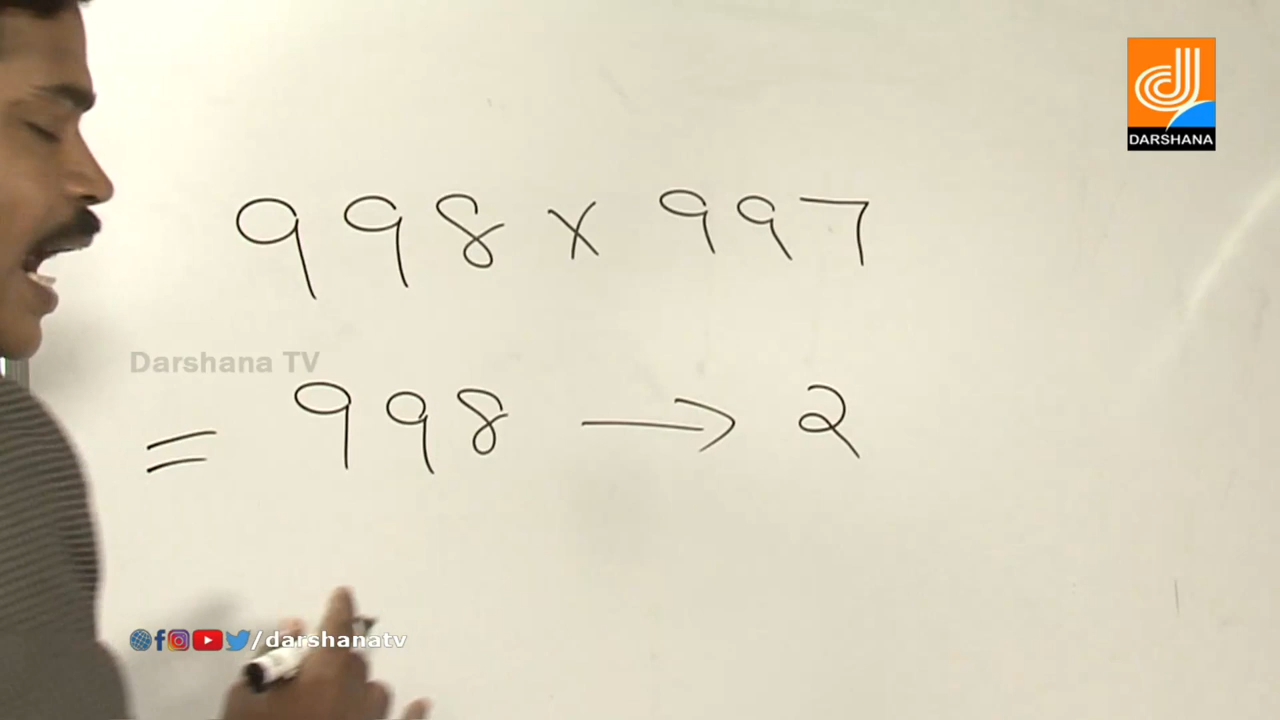 DARSHANA
998 x 997
Darshana TV
= 998 → 2
/darshanatv